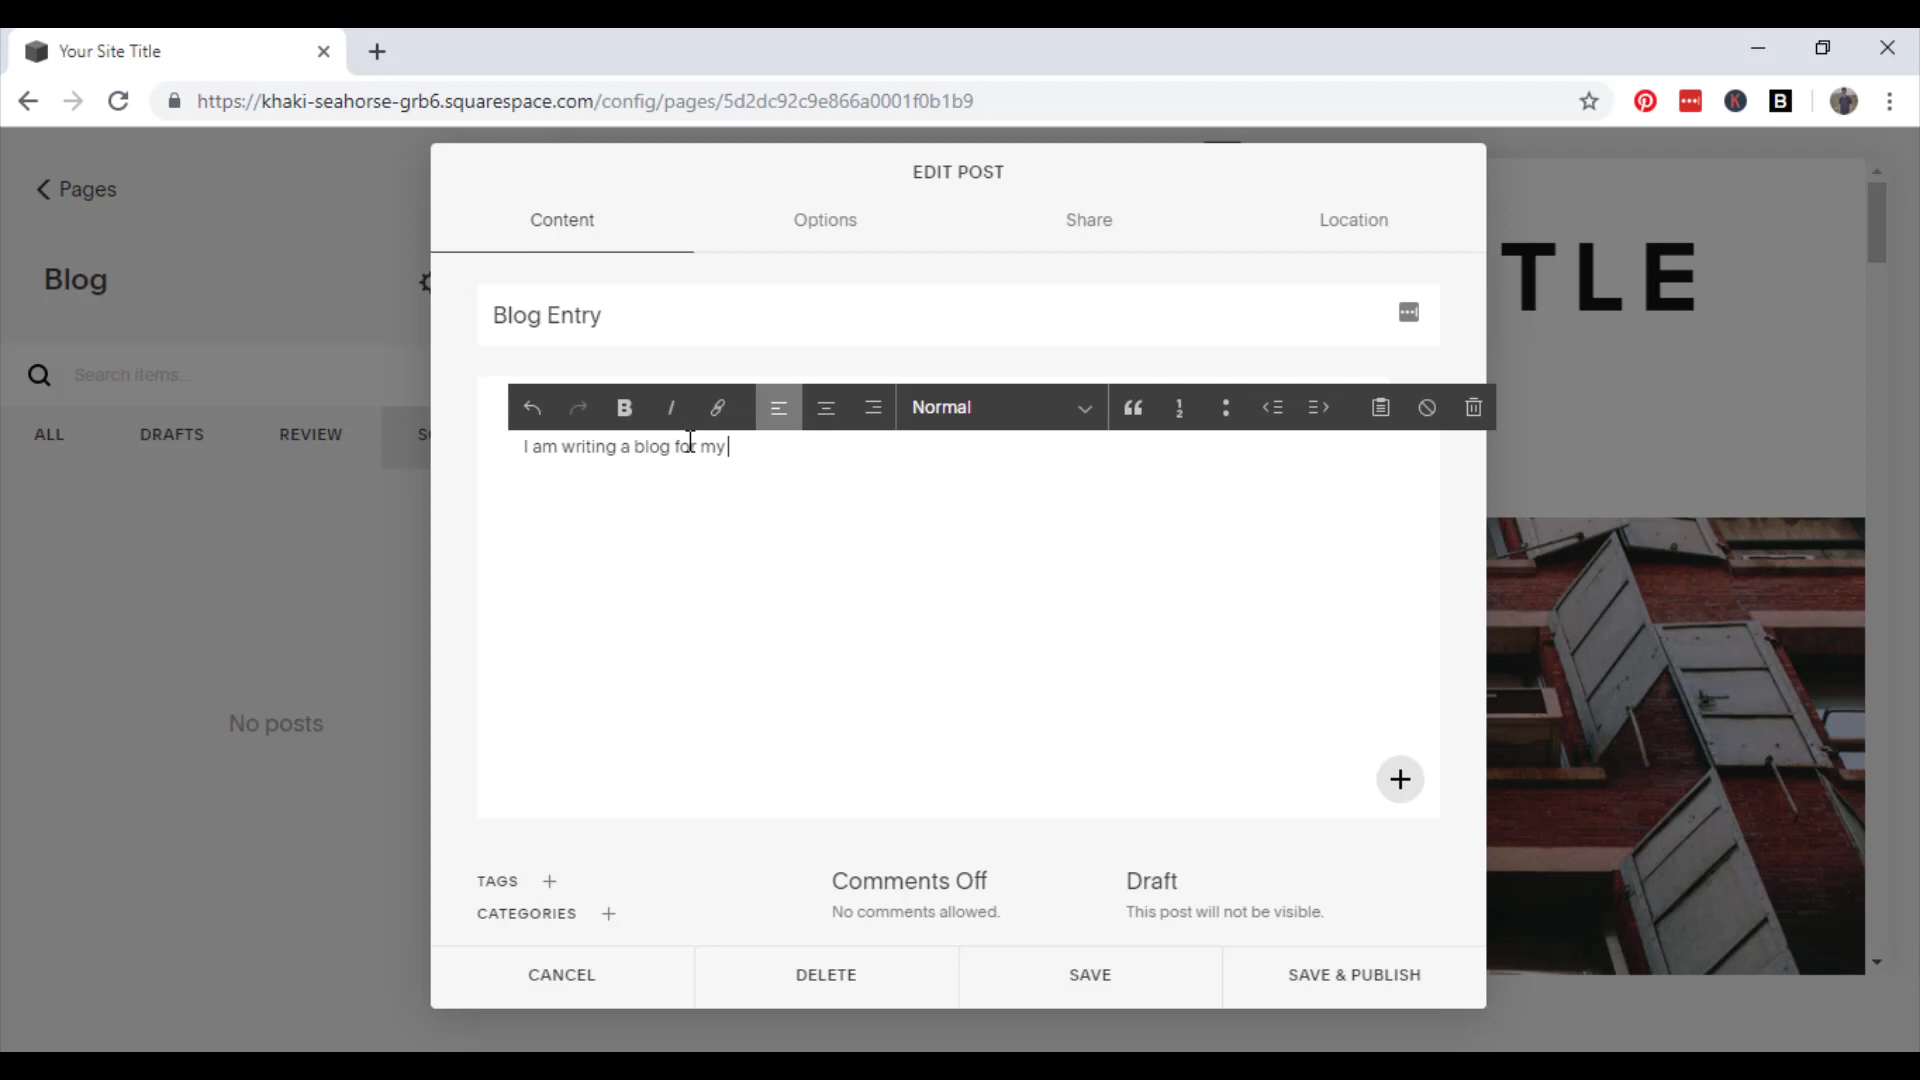 Your Site Title
https://khaki-seahorse-grb6.squarespace.com/config/pages/5d2dc92c9e866a0001f0b1b9
Pages
Blog
Search items...
ALL DRAFTS REVIEW
No posts
TLE
EDIT POST
Content Options Share Location
Blog Entry
Normal
I am writing a blog for my
TAGS
CATEGORIES
Comments Off
No comments allowed.
Draft
This post will not be visible.
CANCEL DELETE SAVE SAVE & PUBLISH